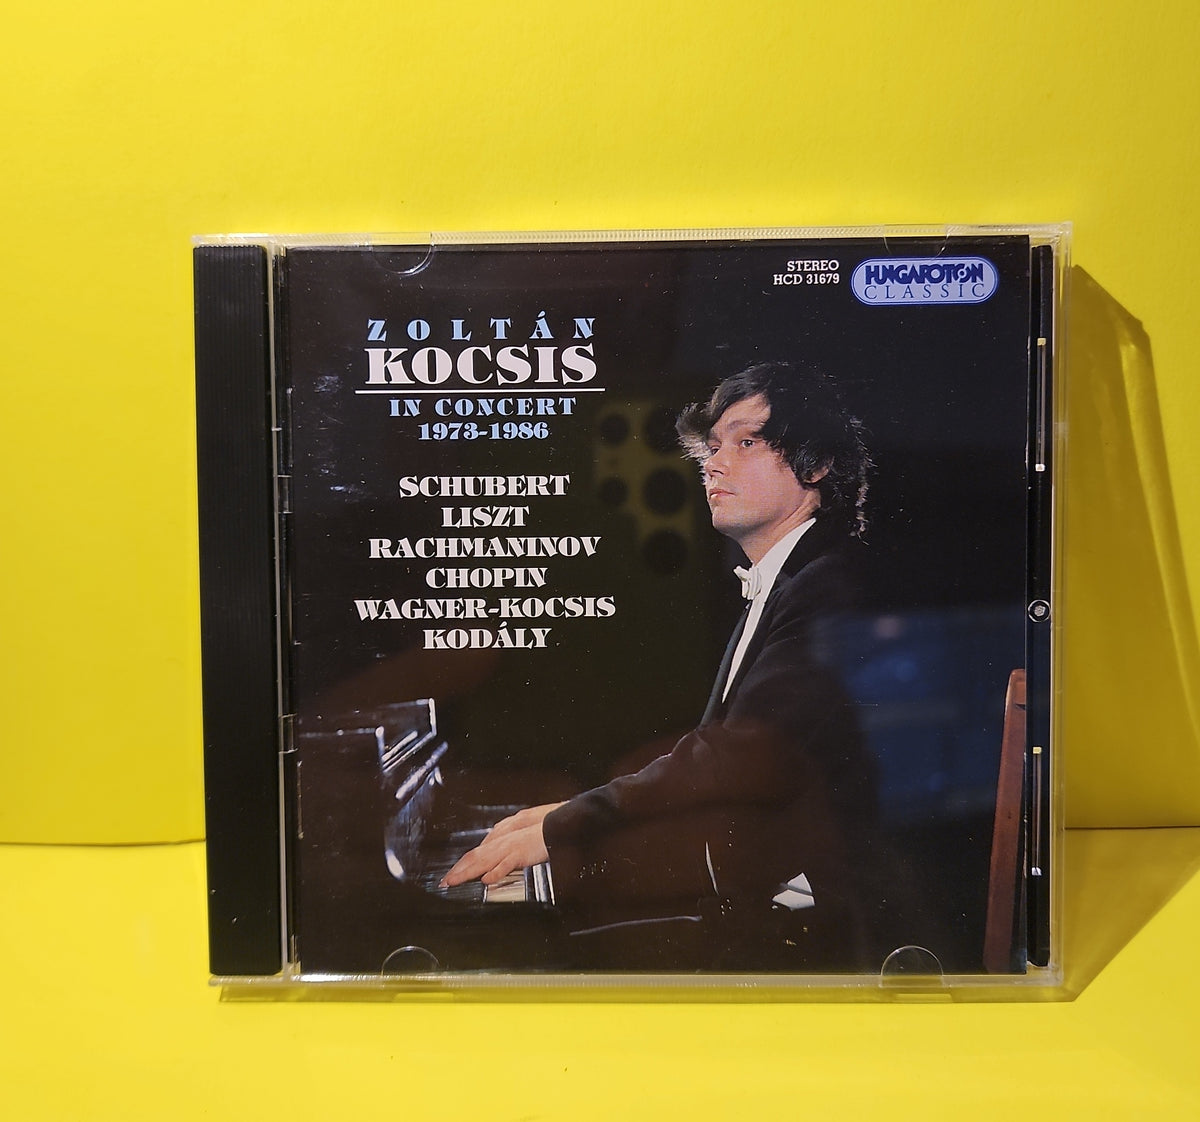 STEREO
HCD 31679
HUNGAROTON
CLASSIC
ZOLTÁN
KOCSIS
IN CONCERT
1973-1986
SCHUBERT
LISZT
RACHMANINOV
CHOPIN
WAGNER-KOCSIS
KODÁLY